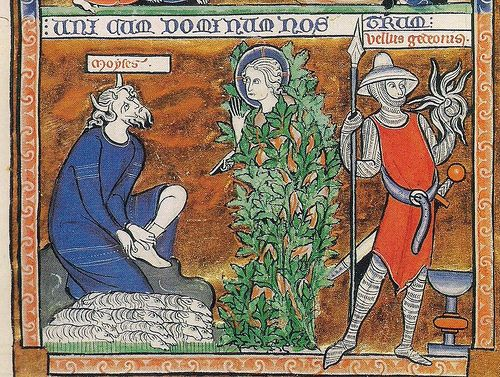 UNI CUM DOMINUM NOS TRUM:
moyses.
vellus gedeonis.